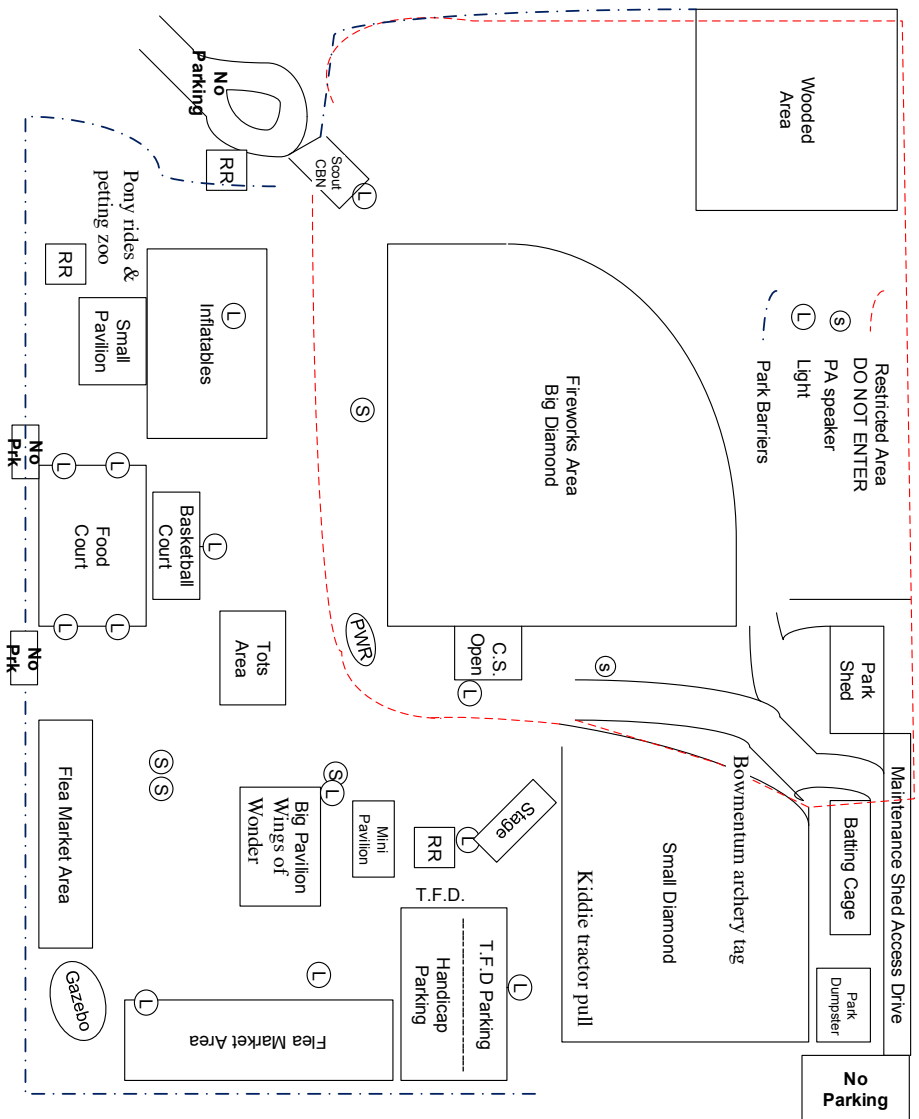 No
Parking
RR
Scout
CBN
L
Wooded
Area
Restricted Area
DO NOT ENTER
S
PA speaker
L
Light
Park Barriers
Pony rides &
petting zoo
RR
Small
Pavilion
L
Inflatables
S
Fireworks Area
Big Diamond
No
Prk
L
L
Food
Court
L
L
No
Prk
Basketball
Court
L
Tots
Area
PWR
C.S.
Open
L
s
Park
Shed
Maintenance Shed Access Drive
Flea Market Area
S
S
S
L
Big Pavilion
Wings of
Wonder
Mini
Pavilion
RR
L
Stage
Bowmentum archery tag
Small Diamond
Kiddie tractor pull
Batting Cage
Park
Dumpster
T.F.D.
T.F.D Parking
Handicap
Parking
L
L
L
Gazebo
Flea Market Area
No
Parking